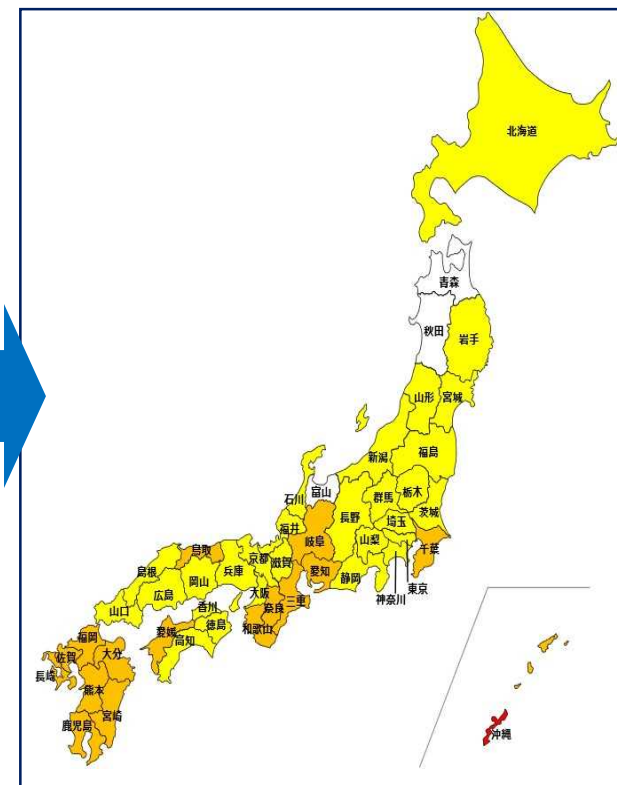 北海道
青森
秋田
岩手
山形
宮城
新潟
福島
石川
富山
群馬
栃木
福井
長野
埼玉
茨城
岐阜
山梨
千葉
鳥取
京都
滋賀
愛知
静岡
東京
神奈川
島根
岡山
兵庫
大阪
奈良
三重
広島
山口
香川
徳島
和歌山
愛媛
高知
福岡
佐賀
大分
長崎
熊本
宮崎
鹿児島
沖縄